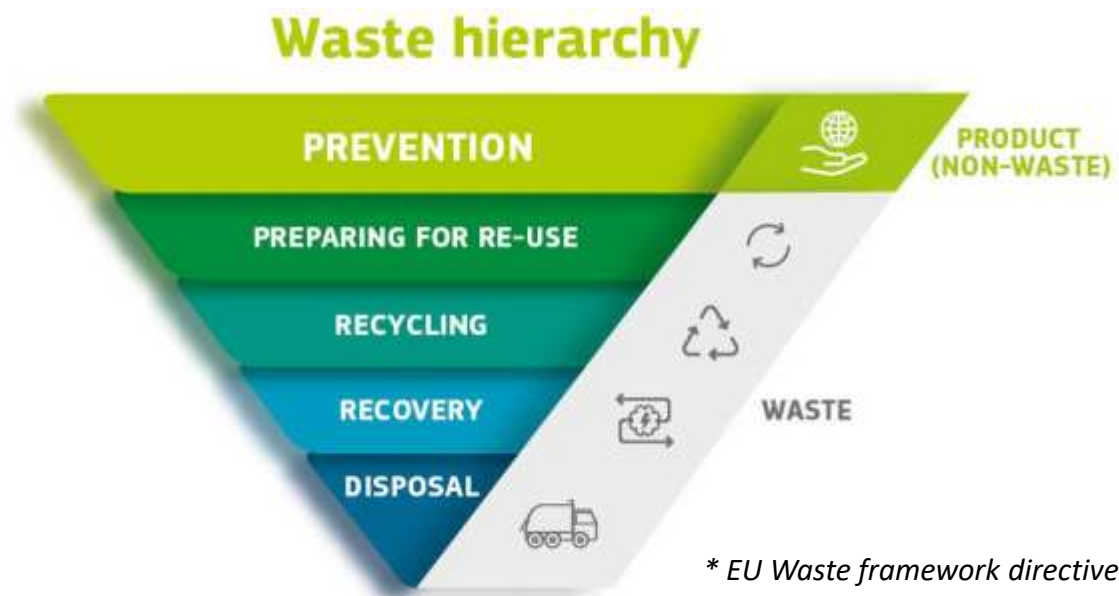 Waste hierarchy
PREVENTION
PRODUCT
(NON-WASTE)
PREPARING FOR RE-USE
RECYCLING
RECOVERY
WASTE
DISPOSAL
* EU Waste framework directive